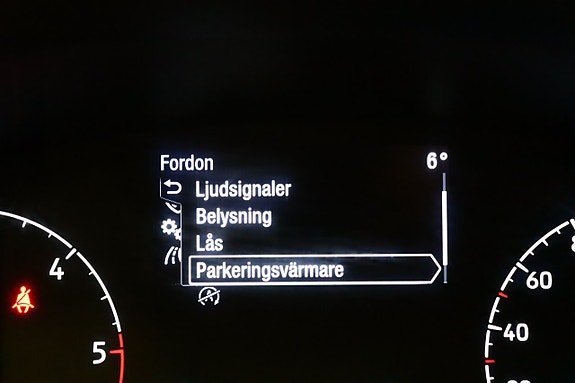 Fordon 6°
Ljudsignaler
Belysning
Lås
Parkeringsvärmare
4
5
60
40